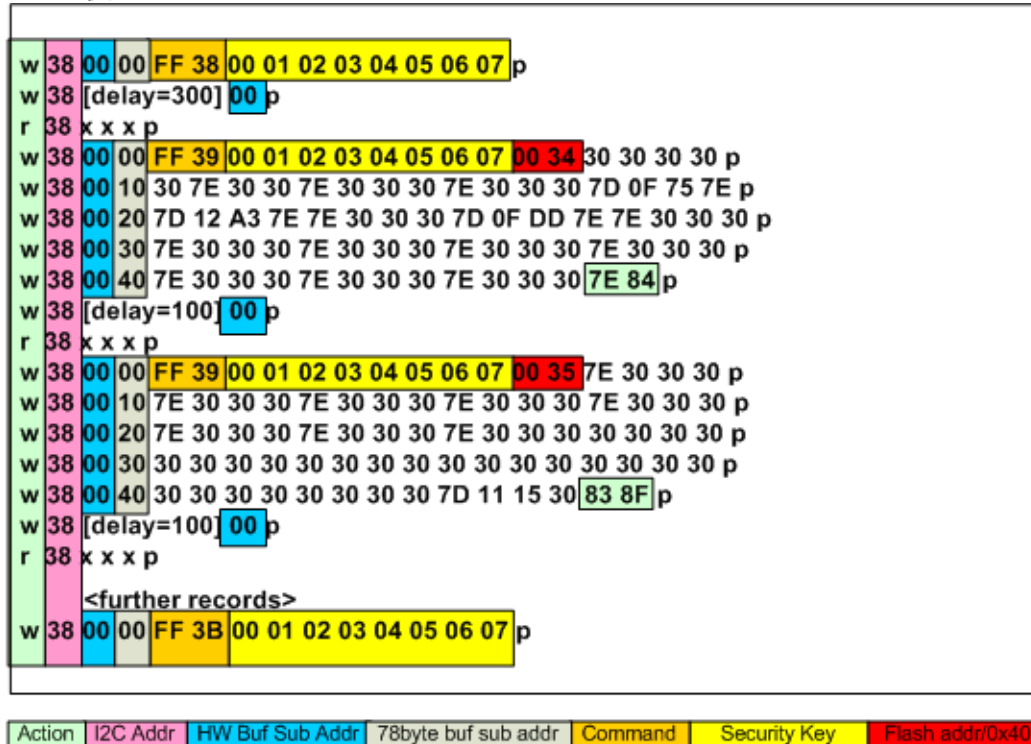 w 38 00 00 FF 38 00 01 02 03 04 05 06 07 p
w 38 [delay=300] 00 p
r 38 x x x p
w 38 00 00 FF 39 00 01 02 03 04 05 06 07 00 34 30 30 30 30 p
w 38 00 10 30 7E 30 30 7E 30 30 30 7E 30 30 30 7D 0F 75 7E p
w 38 00 20 7D 12 A3 7E 7E 30 30 30 7D 0F DD 7E 7E 30 30 30 p
w 38 00 30 7E 30 30 30 7E 30 30 30 7E 30 30 30 7E 30 30 30 p
w 38 00 40 7E 30 30 30 7E 30 30 30 7E 30 30 30 7E 84 p
w 38 [delay=100] 00 p
r 38 x x x p
w 38 00 00 FF 39 00 01 02 03 04 05 06 07 00 35 7E 30 30 30 p
w 38 00 10 7E 30 30 30 7E 30 30 30 7E 30 30 30 7E 30 30 30 p
w 38 00 20 7E 30 30 30 7E 30 30 30 7E 30 30 30 30 30 30 30 p
w 38 00 30 30 30 30 30 30 30 30 30 30 30 30 30 30 30 30 30 p
w 38 00 40 30 30 30 30 30 30 30 30 7D 11 15 30 83 8F p
w 38 [delay=100] 00 p
r 38 x x x p
<further records>
w 38 00 00 FF 3B 00 01 02 03 04 05 06 07 p
Action I2C Addr HW Buf Sub Addr 78byte buf sub addr Command Security Key Flash addr/0x40